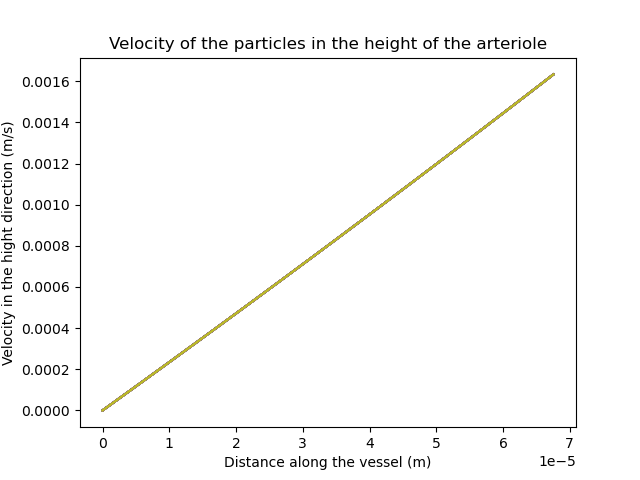 Velocity of the particles in the height of the arteriole
Velocity in the hight direction (m/s)
0.0016
0.0014
0.0012
0.0010
0.0008
0.0006
0.0004
0.0002
0.0000
0 1 2 3 4 5 6 7
1e−5
Distance along the vessel (m)